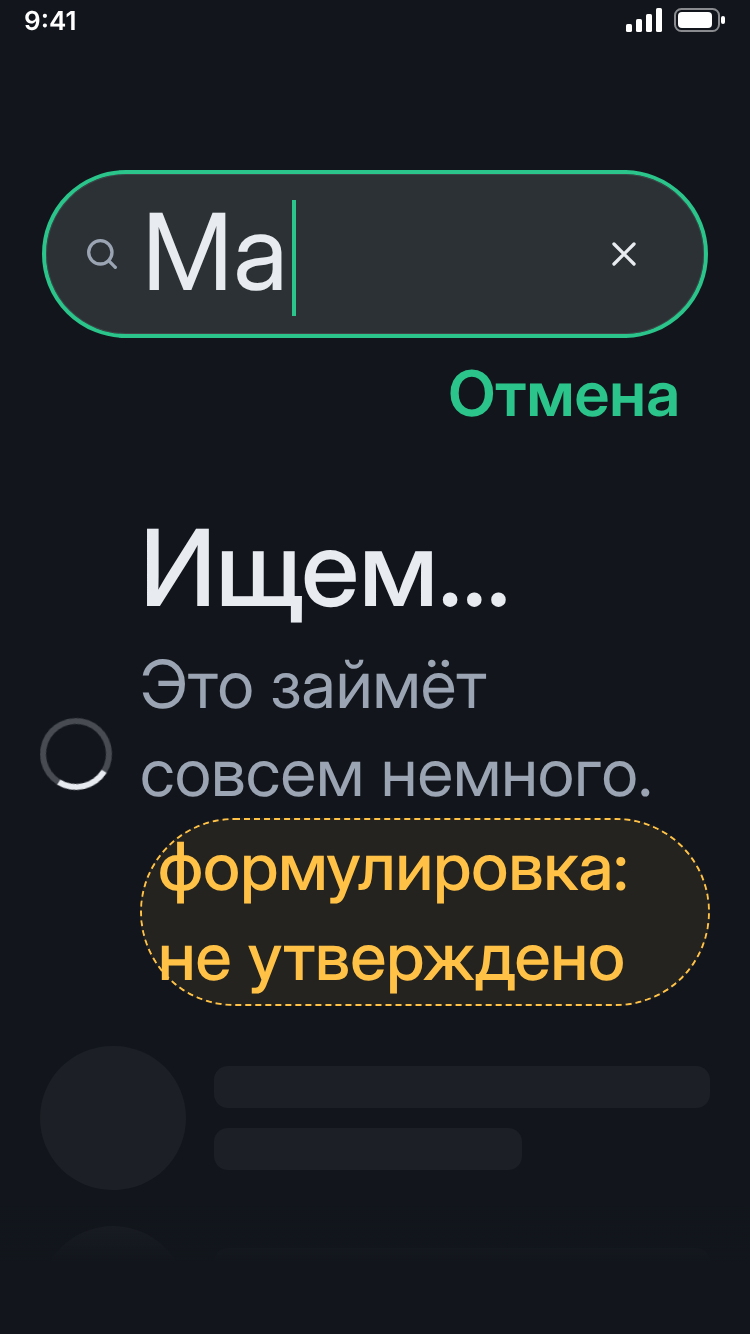 9:41
Ма
Отмена
Ищем...
Это займёт
совсем немного.
формулировка:
не утверждено